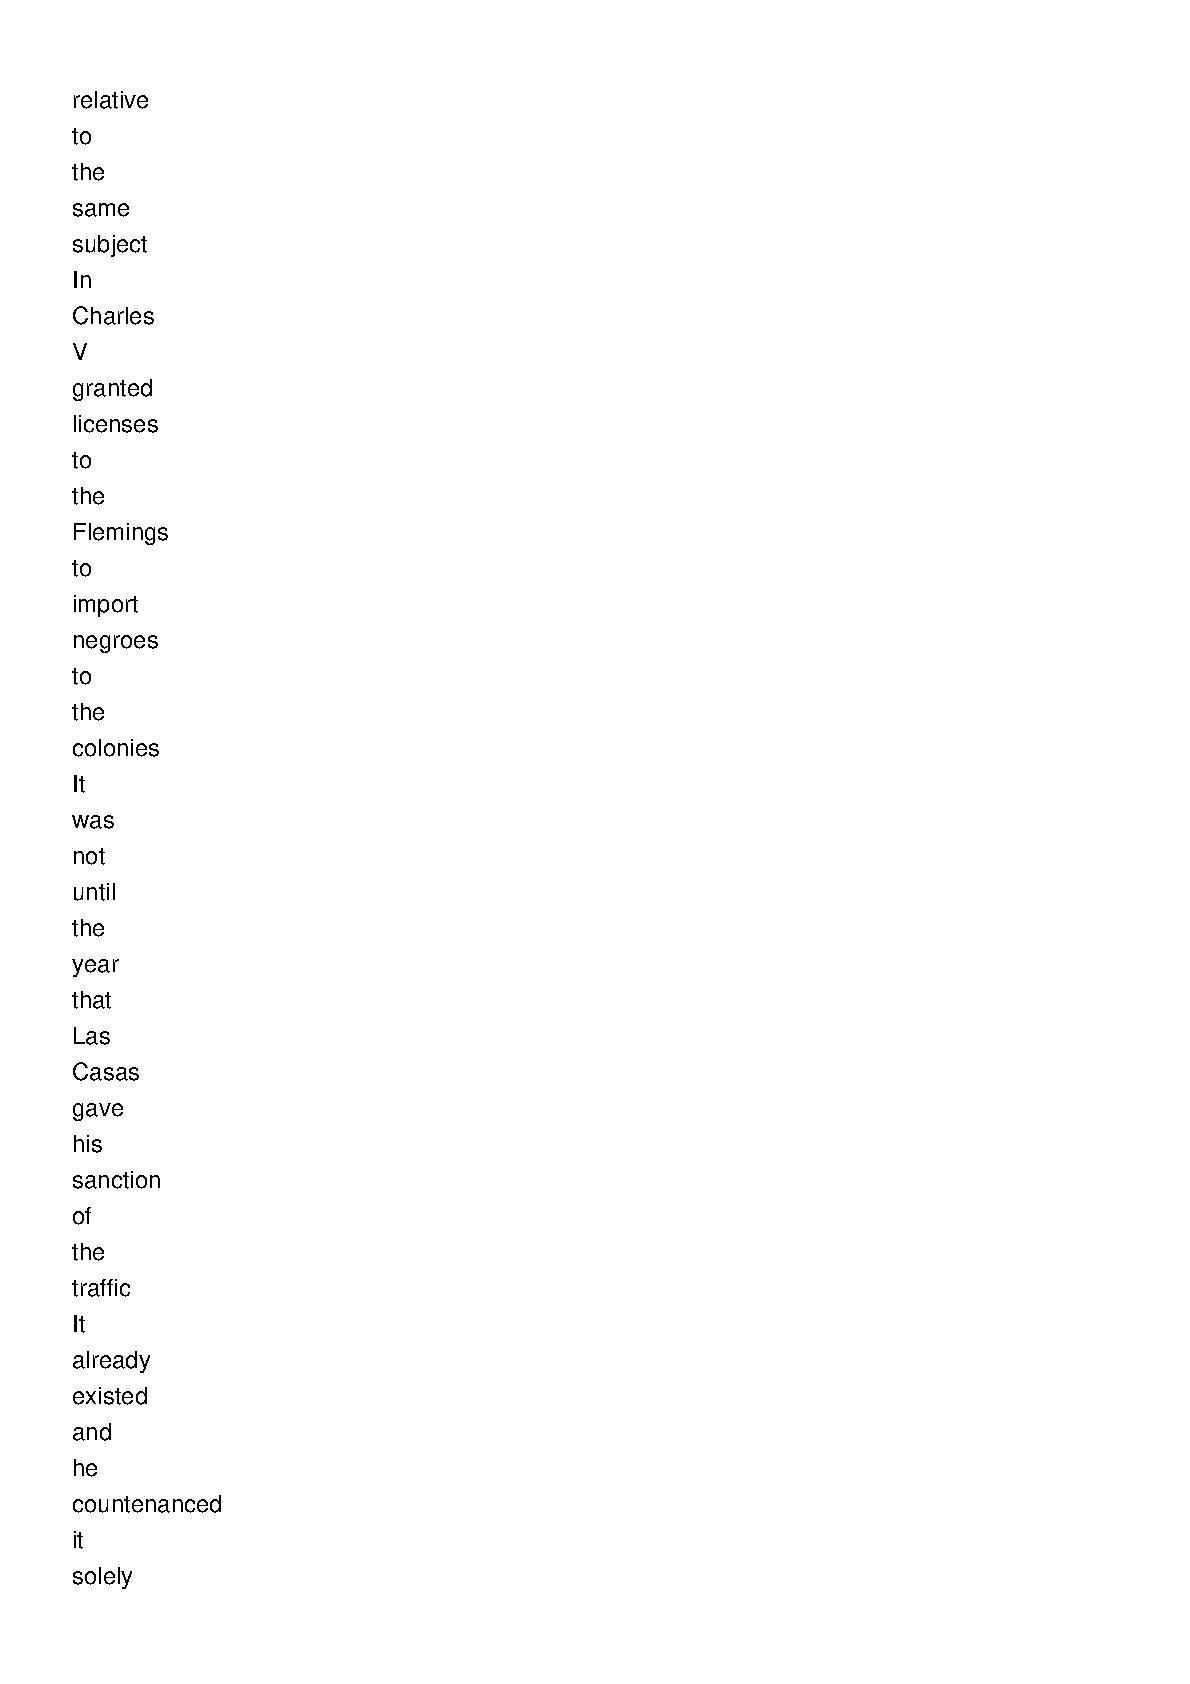 relative
to
the
same
subject
In
Charles
V
granted
licenses
to
the
Flemings
to
import
negroes
to
the
colonies
It
was
not
until
the
year
that
Las
Casas
gave
his
sanction
of
the
traffic
It
already
existed
and
he
countenanced
it
solely